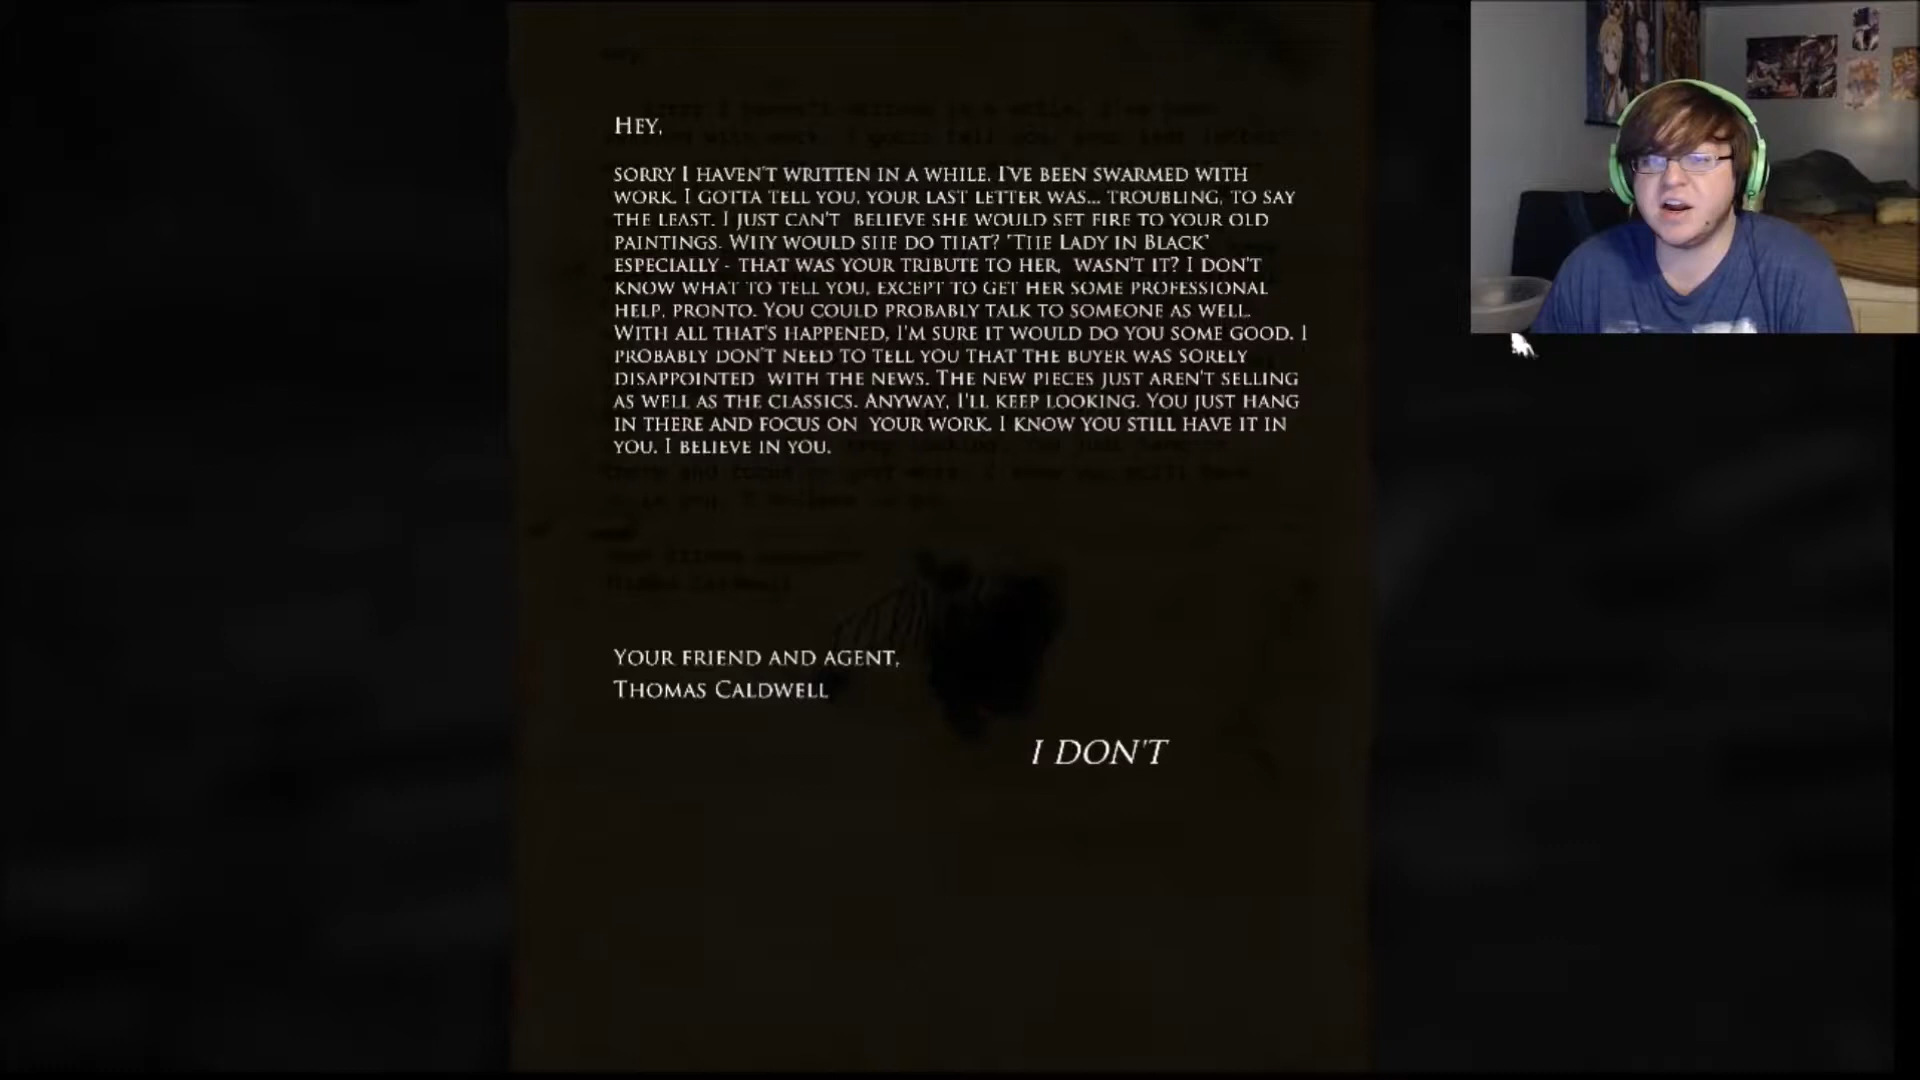 Hey,
sorry I haven't written in a while. I've been swarmed with
work. I gotta tell you, your last letter was... troubling, to say
the least. I just can't believe she would set fire to your old
paintings. Why would she do that? "The Lady in Black"
especially - that was your tribute to her, wasn't it? I don't
know what to tell you, except to get her some professional
help, pronto. You could probably talk to someone as well.
With all that's happened, I'm sure it would do you some good. I
probably don't need to tell you that the buyer was sorely
disappointed with the news. The new pieces just aren't selling
as well as the classics. Anyway, I'll keep looking. You just hang
in there and focus on your work. I know you still have it in
you. I believe in you.
Your friend and agent,
Thomas Caldwell
I DON'T